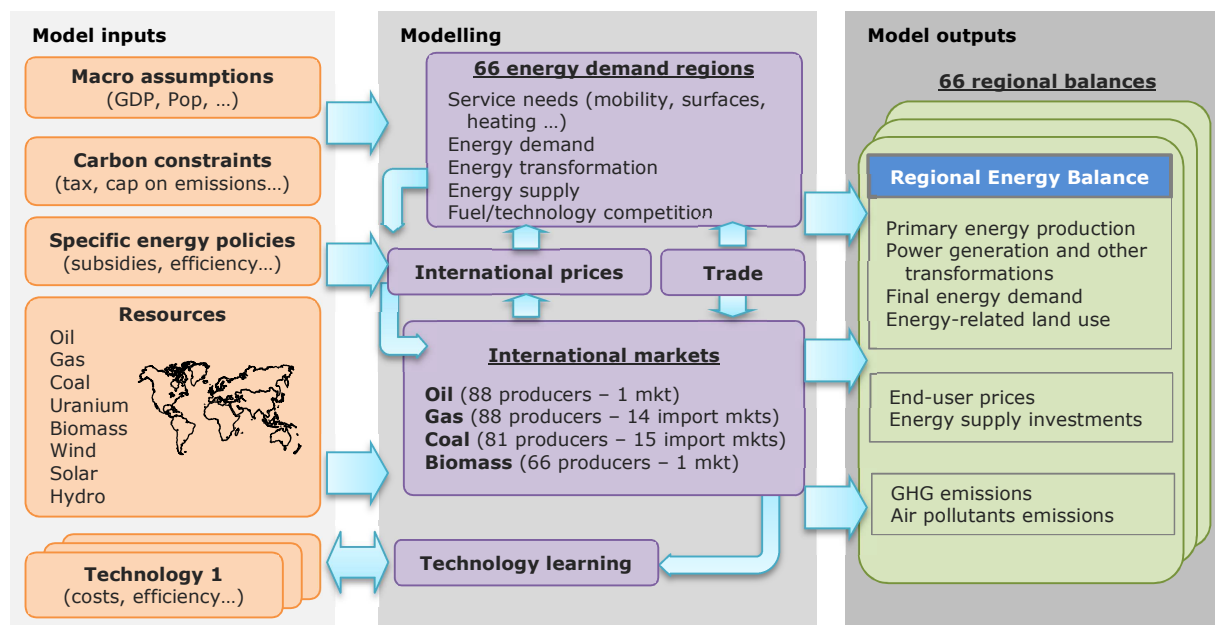 Model inputs
Macro assumptions
(GDP, Pop, …)
Carbon constraints
(tax, cap on emissions…)
Specific energy policies
(subsidies, efficiency…)
Resources
Oil
Gas
Coal
Uranium
Biomass
Wind
Solar
Hydro
Technology 1
(costs, efficiency…)
Modelling
66 energy demand regions
Service needs (mobility, surfaces,
heating …)
Energy demand
Energy transformation
Energy supply
Fuel/technology competition
International prices
Trade
International markets
Oil (88 producers – 1 mkt)
Gas (88 producers – 14 import mkts)
Coal (81 producers – 15 import mkts)
Biomass (66 producers – 1 mkt)
Technology learning
Model outputs
66 regional balances
Regional Energy Balance
Primary energy production
Power generation and other
transformations
Final energy demand
Energy-related land use
End-user prices
Energy supply investments
GHG emissions
Air pollutants emissions